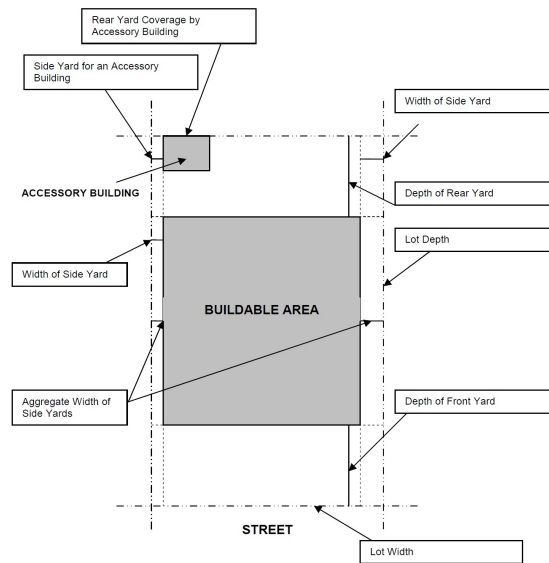 Rear Yard Coverage by
Accessory Building
Side Yard for an Accessory
Building
Width of Side Yard
ACCESSORY BUILDING
Depth of Rear Yard
Lot Depth
Width of Side Yard
BUILDABLE AREA
Aggregate Width of
Side Yards
Depth of Front Yard
STREET
Lot Width